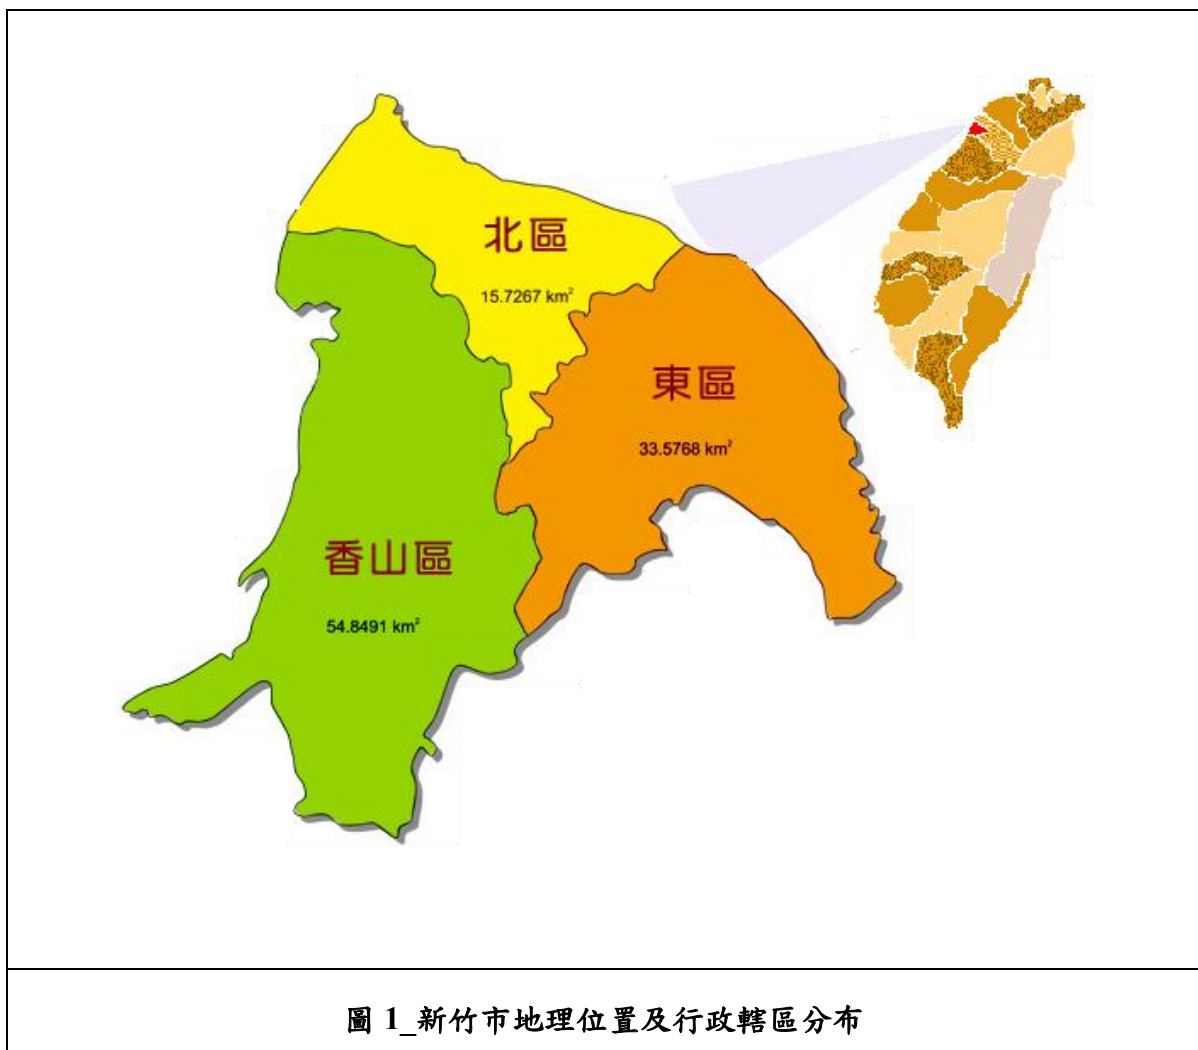 北區
15.7267 km²
東區
33.5768 km²
香山區
54.8491 km²
圖 1_新竹市地理位置及行政轄區分布